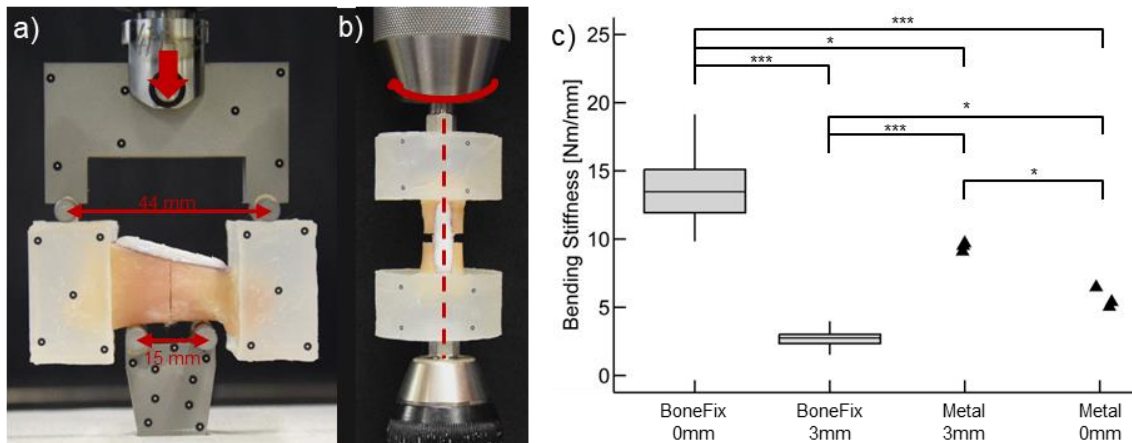 a)
44 mm
15 mm
b)
c)
Bending Stiffness [Nm/mm]
25
20
15
10
5
0
***
*
***
*
***
*
BoneFix
0mm
BoneFix
3mm
Metal
3mm
Metal
0mm